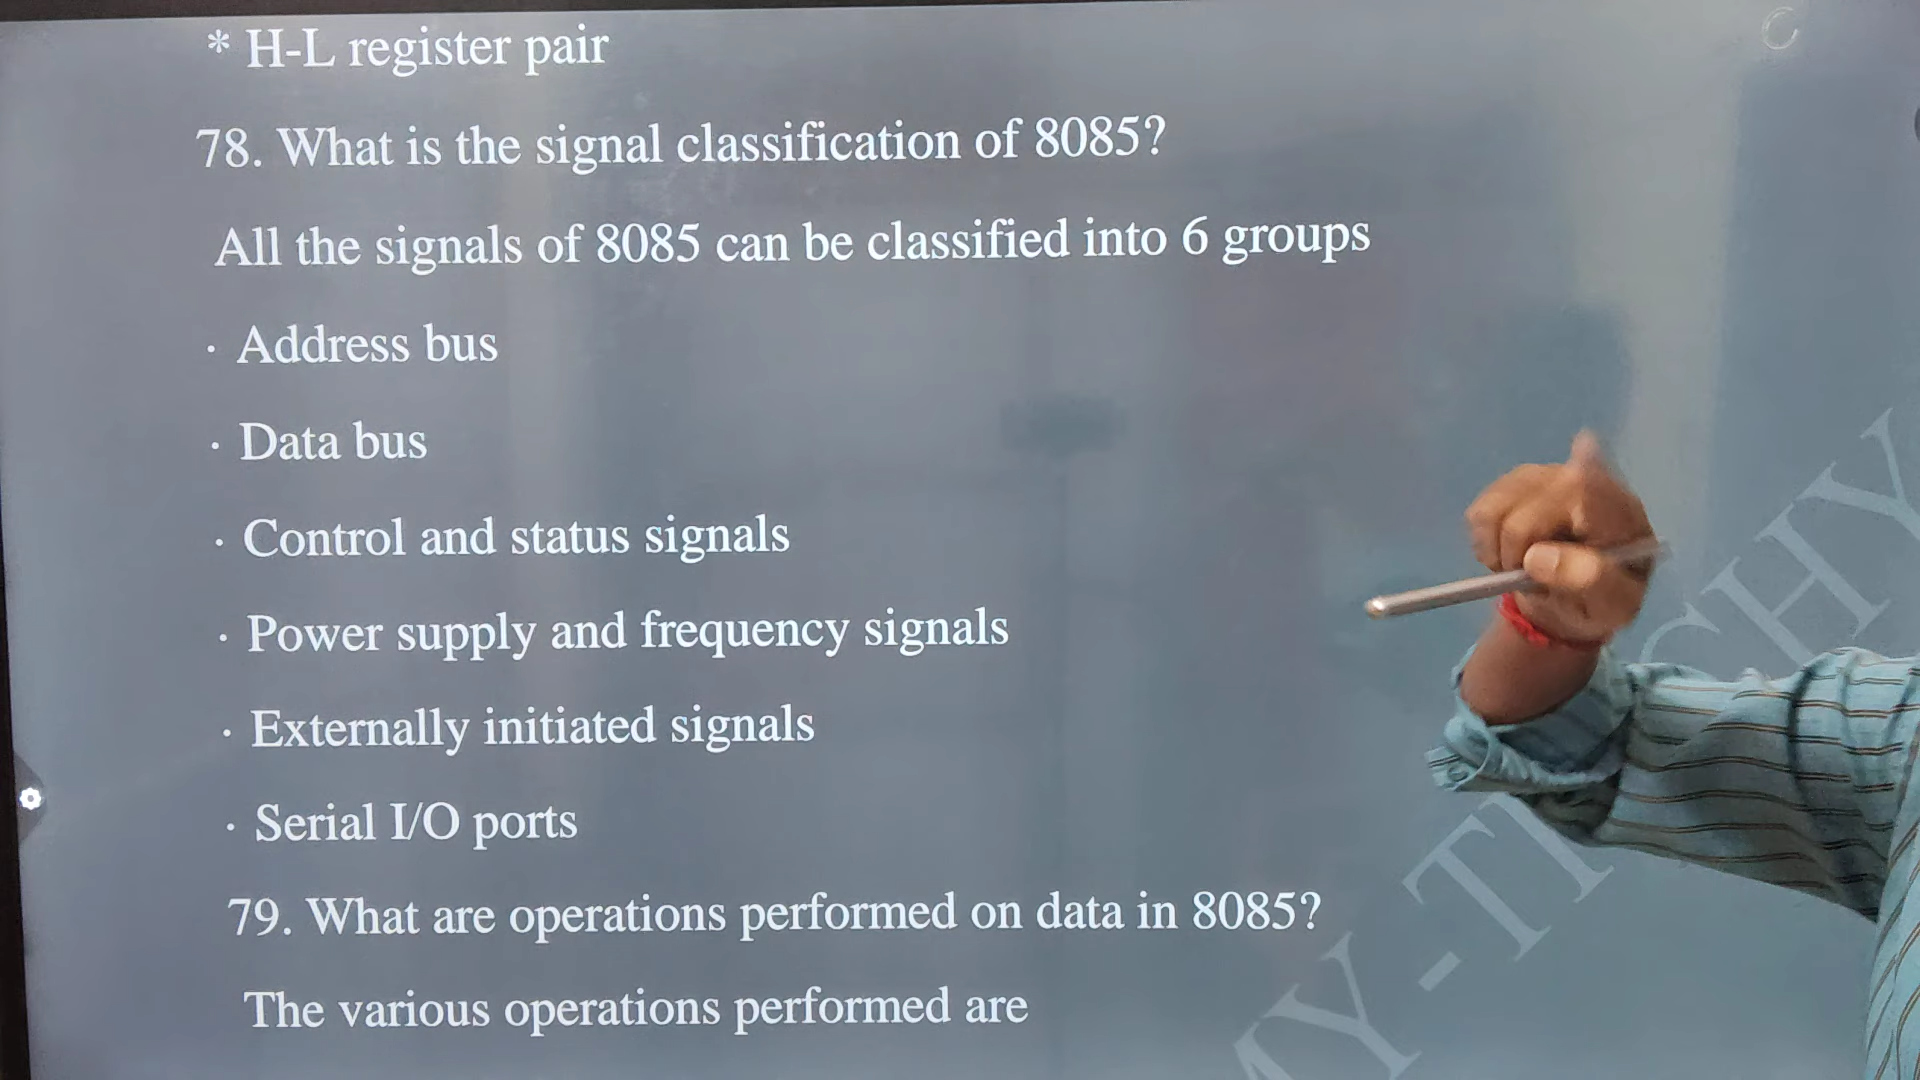 * H-L register pair
78. What is the signal classification of 8085?
All the signals of 8085 can be classified into 6 groups
· Address bus
· Data bus
· Control and status signals
· Power supply and frequency signals
· Externally initiated signals
· Serial I/O ports
79. What are operations performed on data in 8085?
The various operations performed are